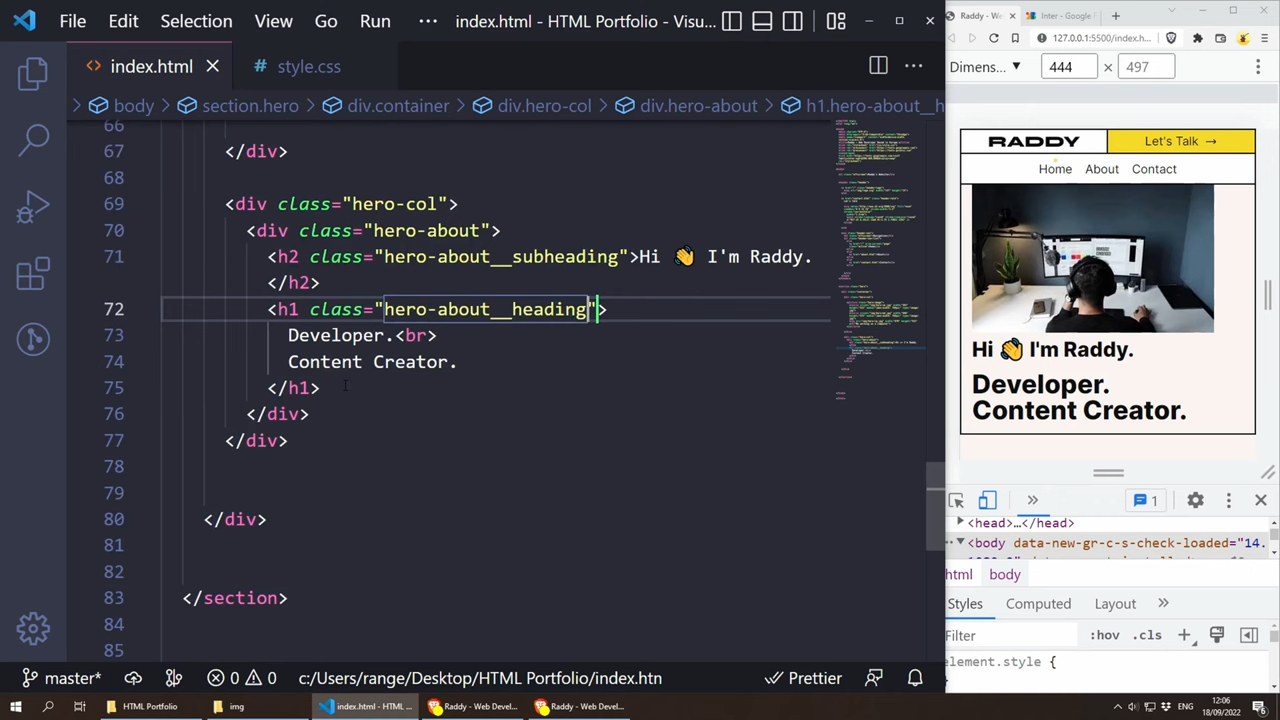 File Edit Selection View Go Run ··· index.html - HTML Portfolio - Visu...
index.html
style.css
body section.hero div.container div.hero-col div.hero-about h1.hero-about__h
66
67 </div>
68
69 <div class="hero-col">
70 <div class="hero-about">
71 <h2 class="hero-about__subheading">Hi 👋 I'm Raddy.
</h2>
72 <h1 class="hero-about__heading">
73 Developer.<br>
74 Content Creator.
75 </h1>
76 </div>
77 </div>
78
79
80 </div>
81
82
83 </section>
84
85
master* 0 0 c:/Users/range/Desktop/HTML Portfolio/index.htn Prettier
Raddy - We
Inter - Google F
127.0.0.1:5500/index.h...
Dimens... 444 × 497
RADDY
Let's Talk →
Home About Contact
Hi 👋 I'm Raddy.
Developer.
Content Creator.
1
<head>…</head>
<body data-new-gr-c-s-check-loaded="14.
html body
Styles Computed Layout
Filter :hov .cls
element.style {
HTML Portfolio
img
index.html - HTML ...
Raddy - Web Devel...
Raddy - Web Devel...
ENG
12:06
18/09/2022